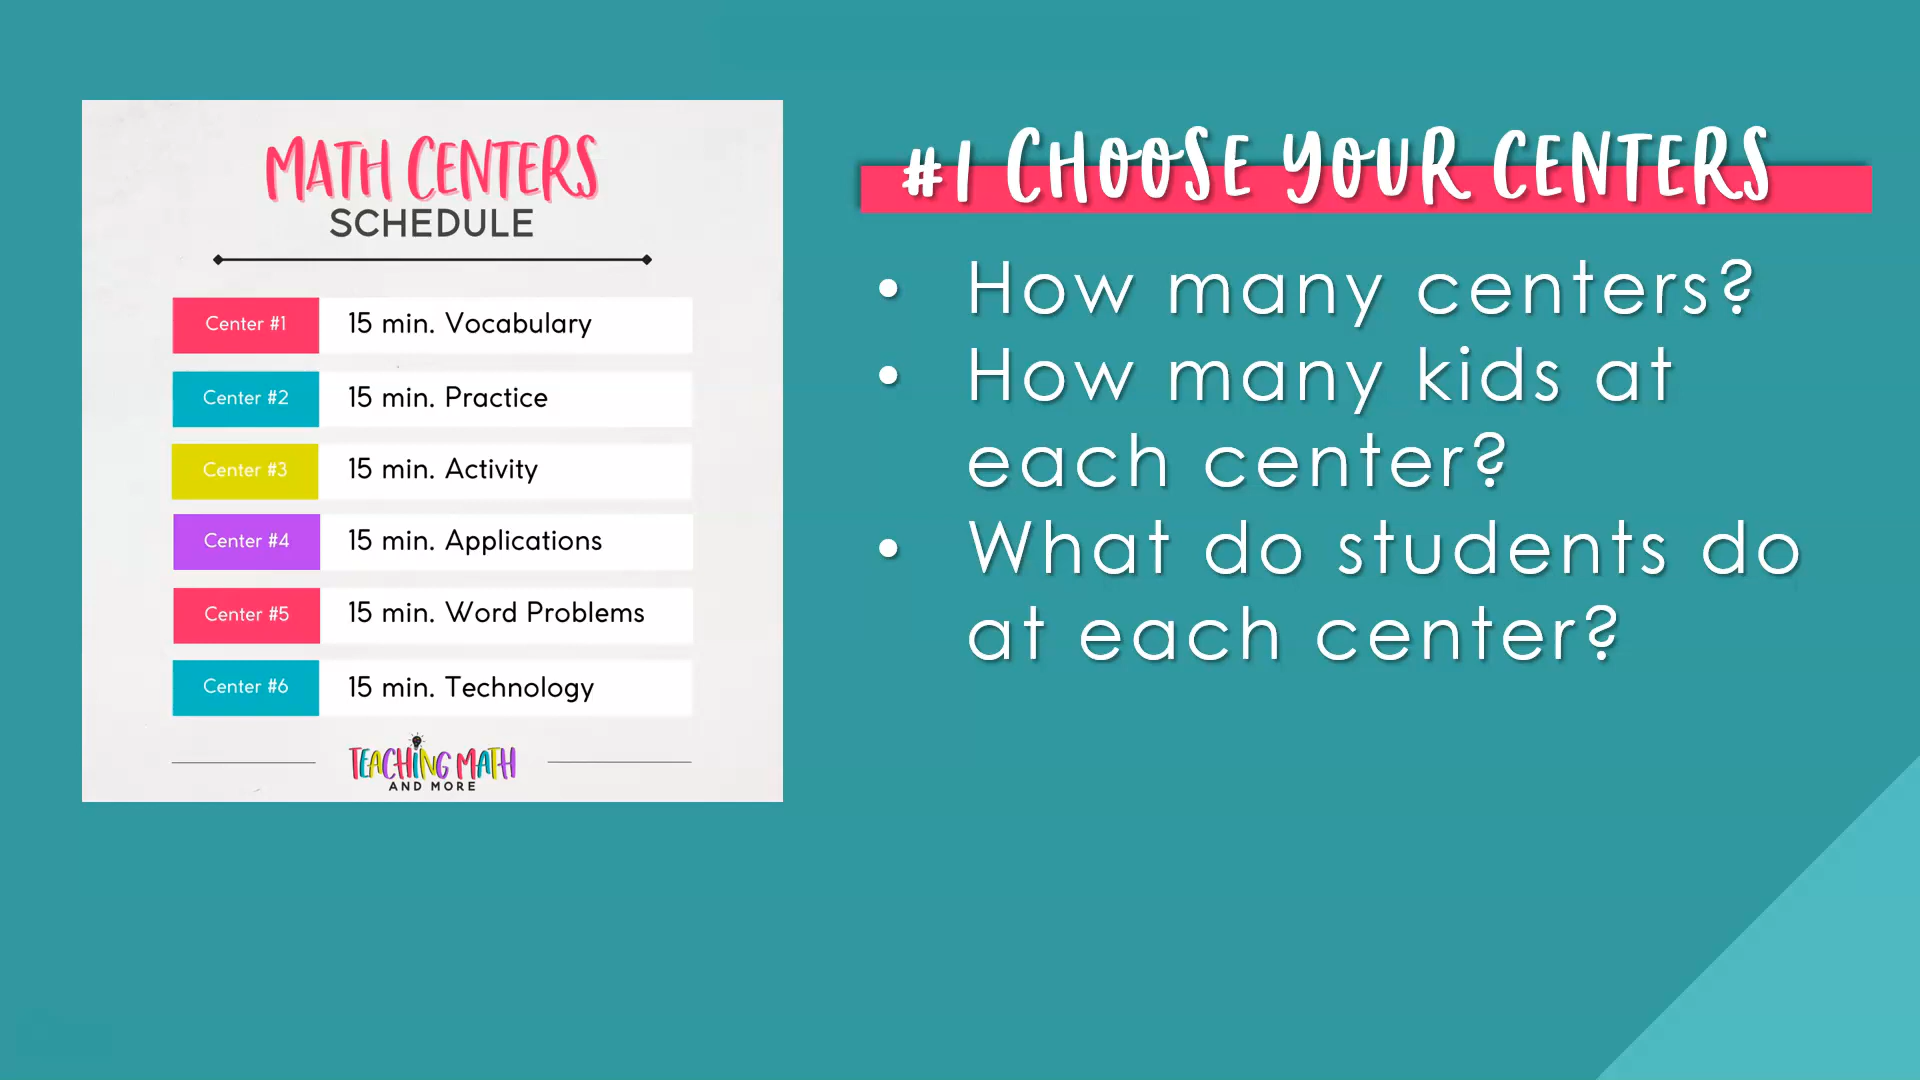 MATH CENTERS
SCHEDULE
Center #1 15 min. Vocabulary
Center #2 15 min. Practice
Center #3 15 min. Activity
Center #4 15 min. Applications
Center #5 15 min. Word Problems
Center #6 15 min. Technology
TEACHING MATH
AND MORE
#1 CHOOSE YOUR CENTERS
• How many centers?
• How many kids at
each center?
• What do students do
at each center?